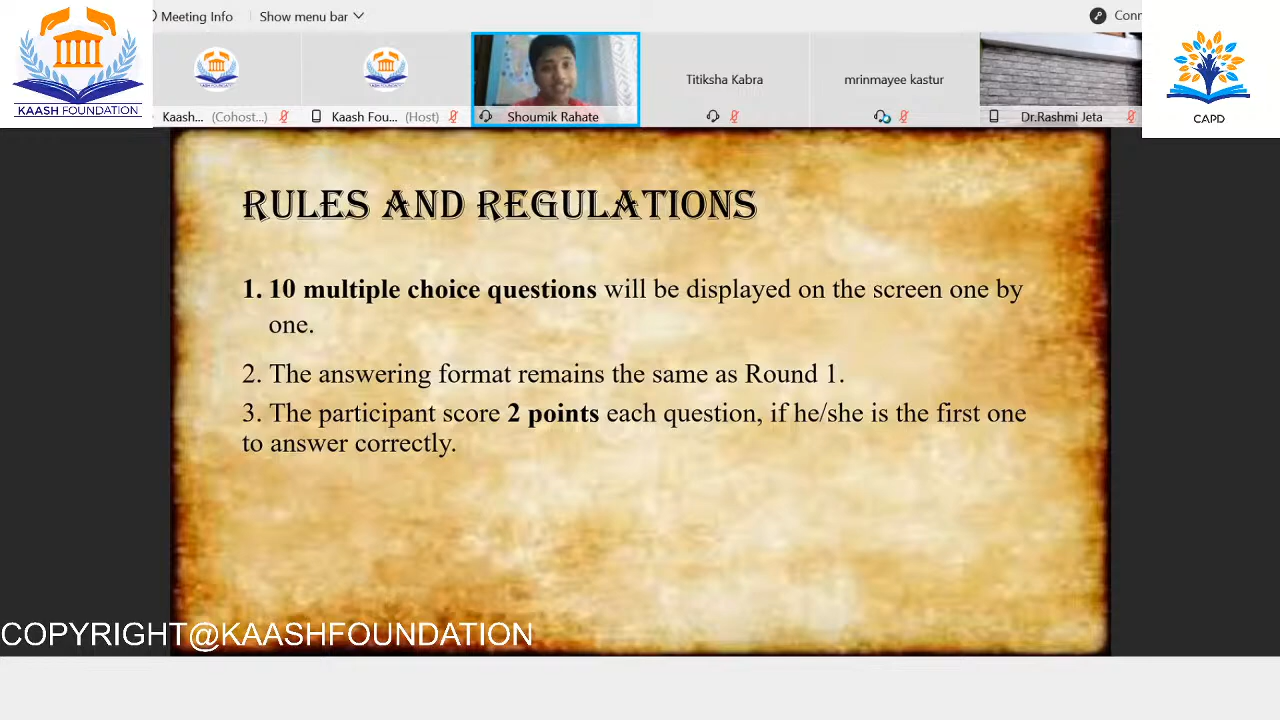 Meeting Info
Show menu bar
KAASH FOUNDATION
Kaash... (Cohost...)
Kaash Fou... (Host)
Shoumik Rahate
Titiksha Kabra
mrinmayee kastur
Dr.Rashmi Jeta
CAPD
RULES AND REGULATIONS
1. 10 multiple choice questions will be displayed on the screen one by
one.
2. The answering format remains the same as Round 1.
3. The participant score 2 points each question, if he/she is the first one
to answer correctly.
COPYRIGHT@KAASHFOUNDATION